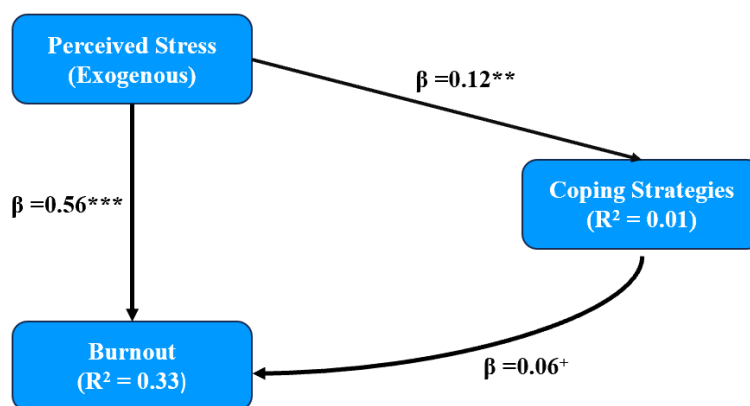 Perceived Stress
(Exogenous)
β =0.12**
β =0.56***
Coping Strategies
(R² = 0.01)
Burnout
(R² = 0.33)
β =0.06⁺